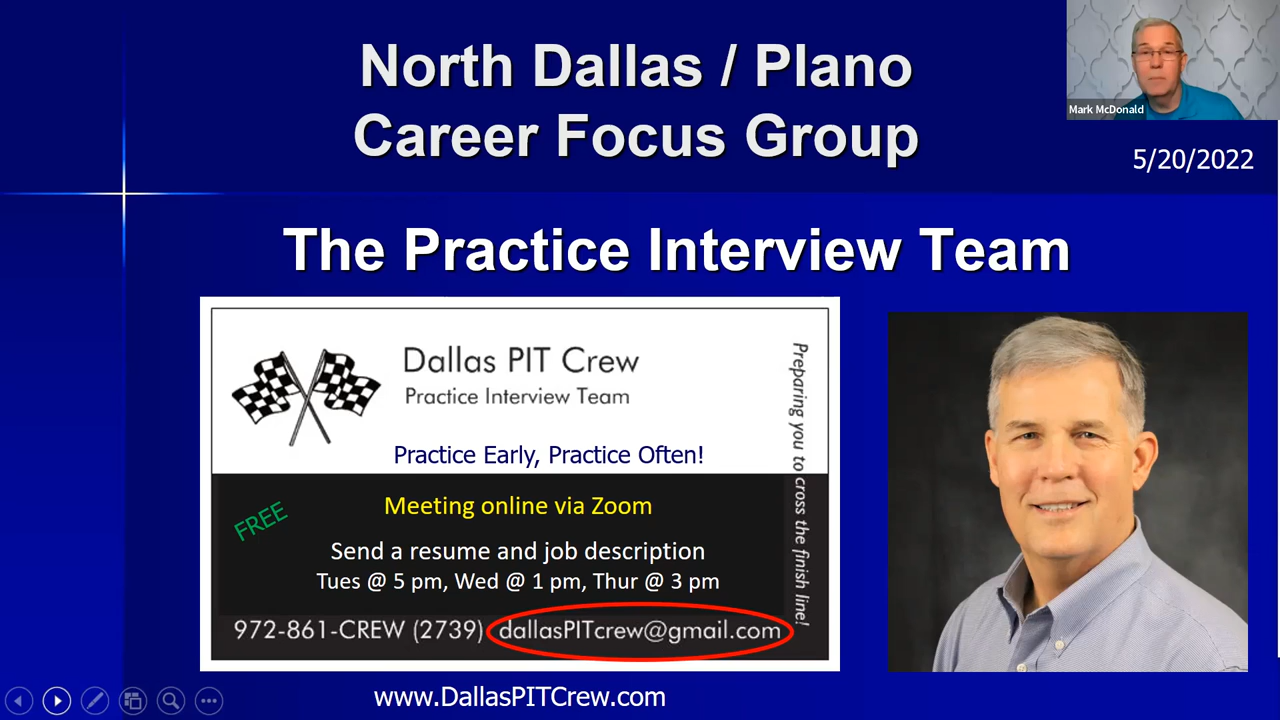 North Dallas / Plano
Career Focus Group
Mark McDonald
5/20/2022
The Practice Interview Team
Dallas PIT Crew
Practice Interview Team
Practice Early, Practice Often!
Preparing you to cross the finish line!
FREE
Meeting online via Zoom
Send a resume and job description
Tues @ 5 pm, Wed @ 1 pm, Thur @ 3 pm
972-861-CREW (2739) dallasPITcrew@gmail.com
www.DallasPITCrew.com